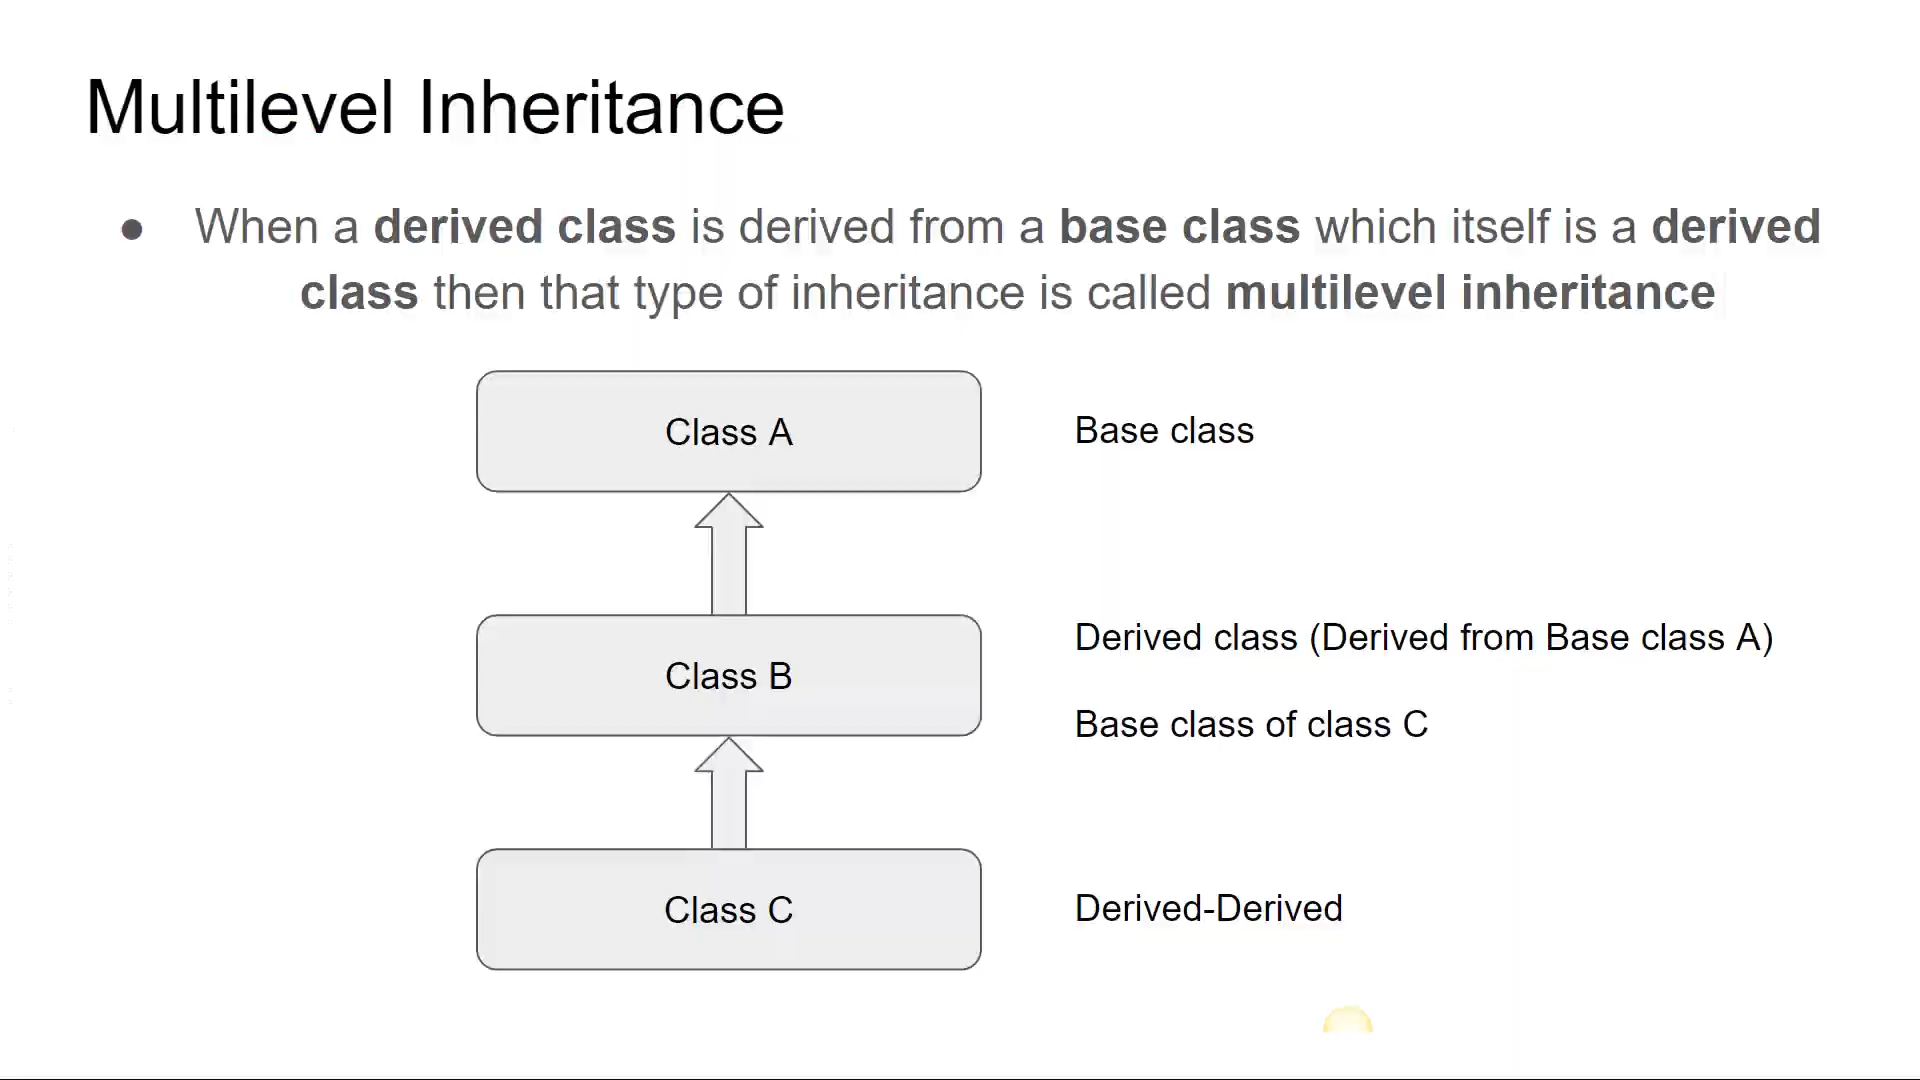 Multilevel Inheritance
● When a derived class is derived from a base class which itself is a derived
class then that type of inheritance is called multilevel inheritance
Class A
Base class
Class B
Derived class (Derived from Base class A)
Base class of class C
Class C
Derived-Derived